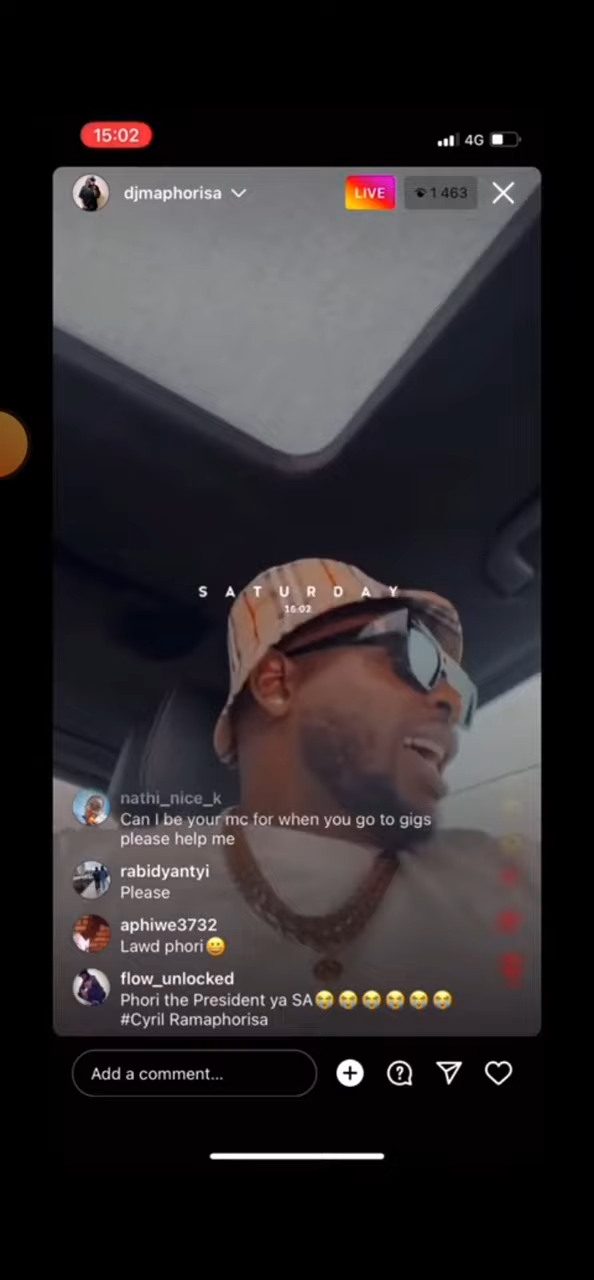 15:02
4G
djmaphorisa
LIVE
1 463
S A T U R D A Y
15:02
nathi_nice_k
Can I be your mc for when you go to gigs
please help me
rabidyantyi
Please
aphiwe3732
Lawd phori😀
flow_unlocked
Phori the President ya SA😭😭😭😭😭😭
#Cyril Ramaphorisa
Add a comment...